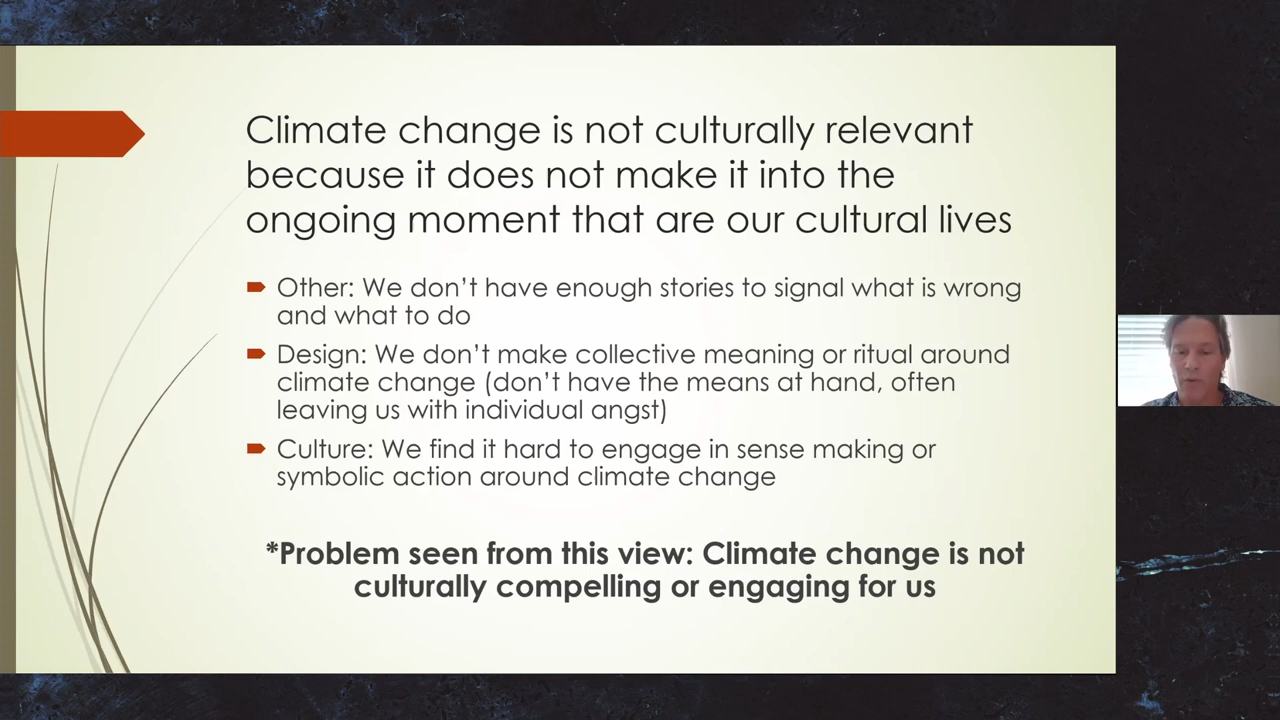 Climate change is not culturally relevant
because it does not make it into the
ongoing moment that are our cultural lives
Other: We don’t have enough stories to signal what is wrong
and what to do
Design: We don’t make collective meaning or ritual around
climate change (don’t have the means at hand, often
leaving us with individual angst)
Culture: We find it hard to engage in sense making or
symbolic action around climate change
*Problem seen from this view: Climate change is not
culturally compelling or engaging for us